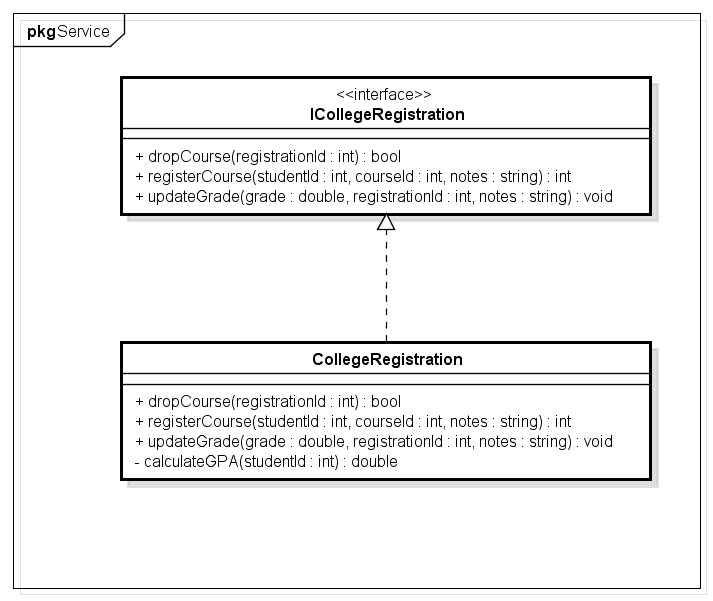 pkg Service
<<interface>>
ICollegeRegistration
+ dropCourse(registrationId : int) : bool
+ registerCourse(studentId : int, courseId : int, notes : string) : int
+ updateGrade(grade : double, registrationId : int, notes : string) : void
CollegeRegistration
+ dropCourse(registrationId : int) : bool
+ registerCourse(studentId : int, courseId : int, notes : string) : int
+ updateGrade(grade : double, registrationId : int, notes : string) : void
- calculateGPA(studentId : int) : double